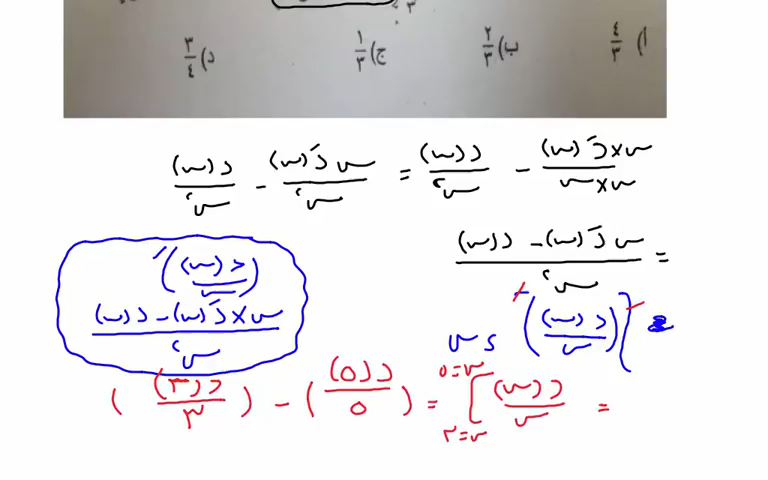 أ) ٤/٣ ب) ٢/٣ ج) ١/٣ د) ٣/٤
س×د´(س)/س×س − د(س)/س² = س د´(س)/س² − د(س)/س²
= س د´(س) − د(س)/س²
(د(س)/س)´
س×د´(س) − د(س)/س²
= ∫ (د(س)/س)´ د س
= د(س)/س [ س=٥ س=٣ = (د(٥)/٥) − (د(٣)/٣)